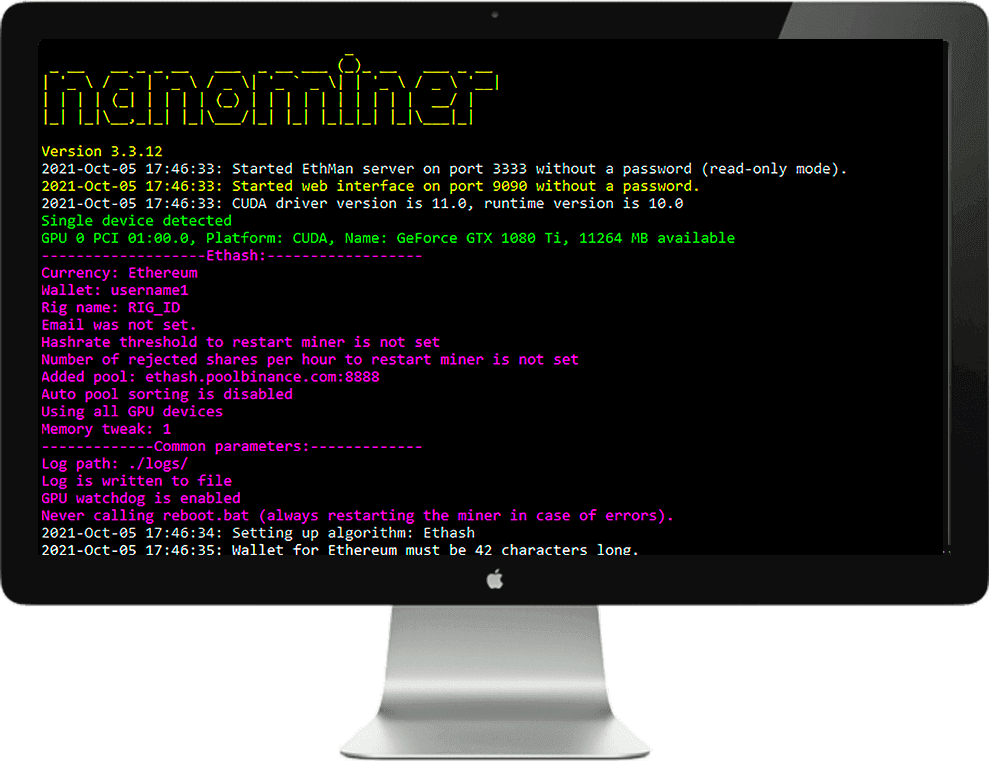 nanominer
Version 3.3.12
2021-Oct-05 17:46:33: Started EthMan server on port 3333 without a password (read-only mode).
2021-Oct-05 17:46:33: Started web interface on port 9090 without a password.
2021-Oct-05 17:46:33: CUDA driver version is 11.0, runtime version is 10.0
Single device detected
GPU 0 PCI 01:00.0, Platform: CUDA, Name: GeForce GTX 1080 Ti, 11264 MB available
-------------------Ethash:------------------
Currency: Ethereum
Wallet: username1
Rig name: RIG_ID
Email was not set.
Hashrate threshold to restart miner is not set
Number of rejected shares per hour to restart miner is not set
Added pool: ethash.poolbinance.com:8888
Auto pool sorting is disabled
Using all GPU devices
Memory tweak: 1
-------------Common parameters:-------------
Log path: ./logs/
Log is written to file
GPU watchdog is enabled
Never calling reboot.bat (always restarting the miner in case of errors).
2021-Oct-05 17:46:34: Setting up algorithm: Ethash
2021-Oct-05 17:46:35: Wallet for Ethereum must be 42 characters long.